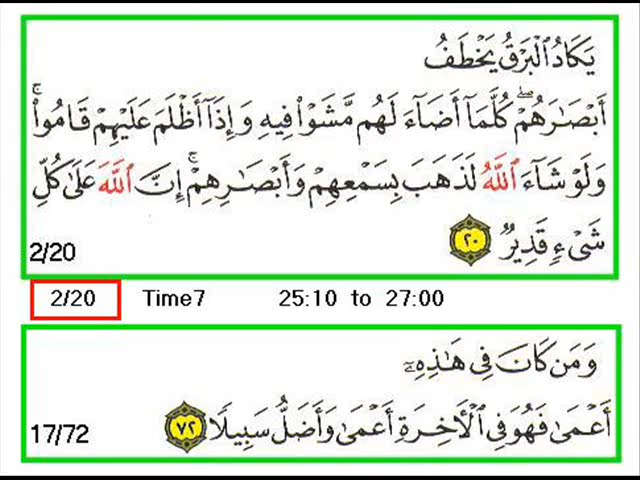 يَكَادُ ٱلْبَرْقُ يَخْطَفُ
أَبْصَٰرَهُمْ ۖ كُلَّمَآ أَضَآءَ لَهُم مَّشَوْا۟ فِيهِ وَإِذَآ أَظْلَمَ عَلَيْهِمْ قَامُوا۟ ۚ
وَلَوْ شَآءَ ٱللَّهُ لَذَهَبَ بِسَمْعِهِمْ وَأَبْصَٰرِهِمْ ۚ إِنَّ ٱللَّهَ عَلَىٰ كُلِّ
شَىْءٍ قَدِيرٌ ٢٠
2/20
2/20 Time7 25:10 to 27:00
وَمَن كَانَ فِى هَٰذِهِۦٓ
أَعْمَىٰ فَهُوَ فِى ٱلْأَخِرَةِ أَعْمَىٰ وَأَضَلُّ سَبِيلًا ٧٢
17/72